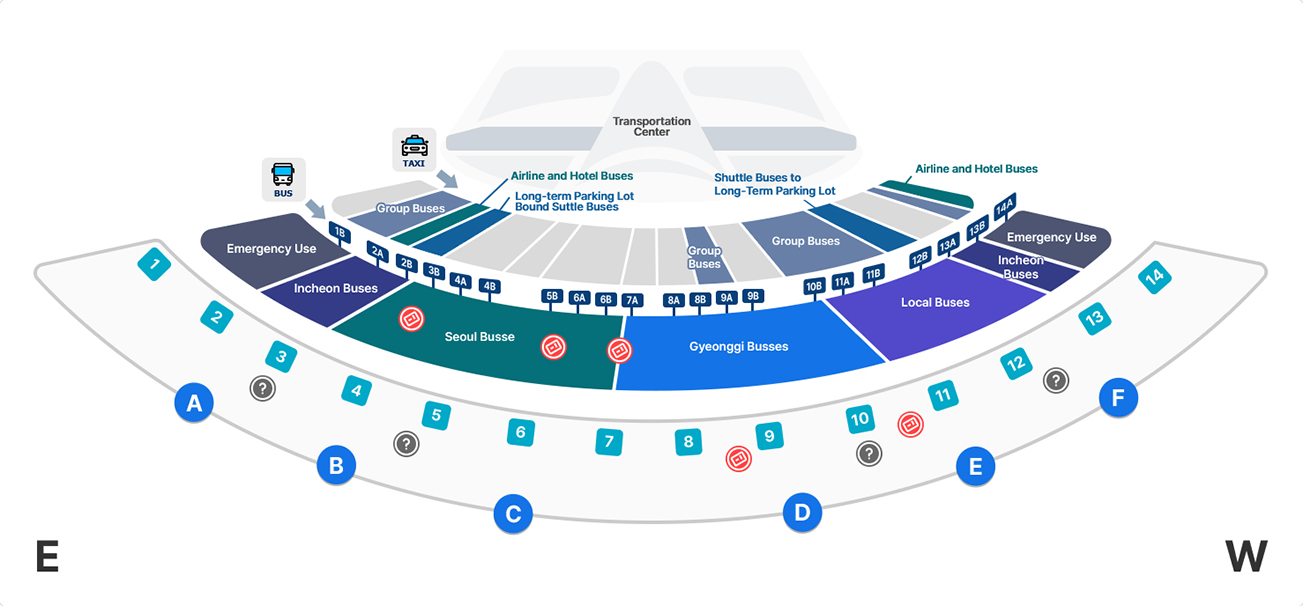 Transportation
Center
TAXI
BUS
Airline and Hotel Buses
Long-term Parking Lot
Bound Suttle Buses
Shuttle Buses to
Long-Term Parking Lot
Airline and Hotel Buses
Group Buses
Group
Buses
Group Buses
Emergency Use
Incheon Buses
Seoul Busse
Gyeonggi Busses
Local Buses
Incheon
Buses
Emergency Use
1B
2A
2B
3B
4A
4B
5B
6A
6B
7A
8A
8B
9A
9B
10B
11A
11B
12B
13A
13B
14A
1
2
3
4
5
6
7
8
9
10
11
12
13
14
?
?
?
?
A
B
C
D
E
F
E
W